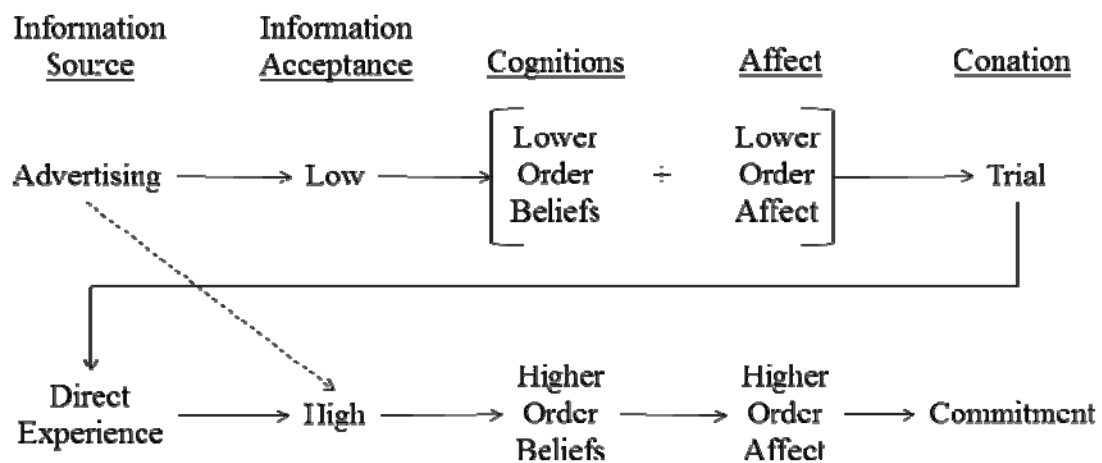 Information Source
Information Acceptance
Cognitions
Affect
Conation
Advertising
Low
Lower
Order
Beliefs
÷
Lower
Order
Affect
Trial
Direct
Experience
High
Higher
Order
Beliefs
Higher
Order
Affect
Commitment